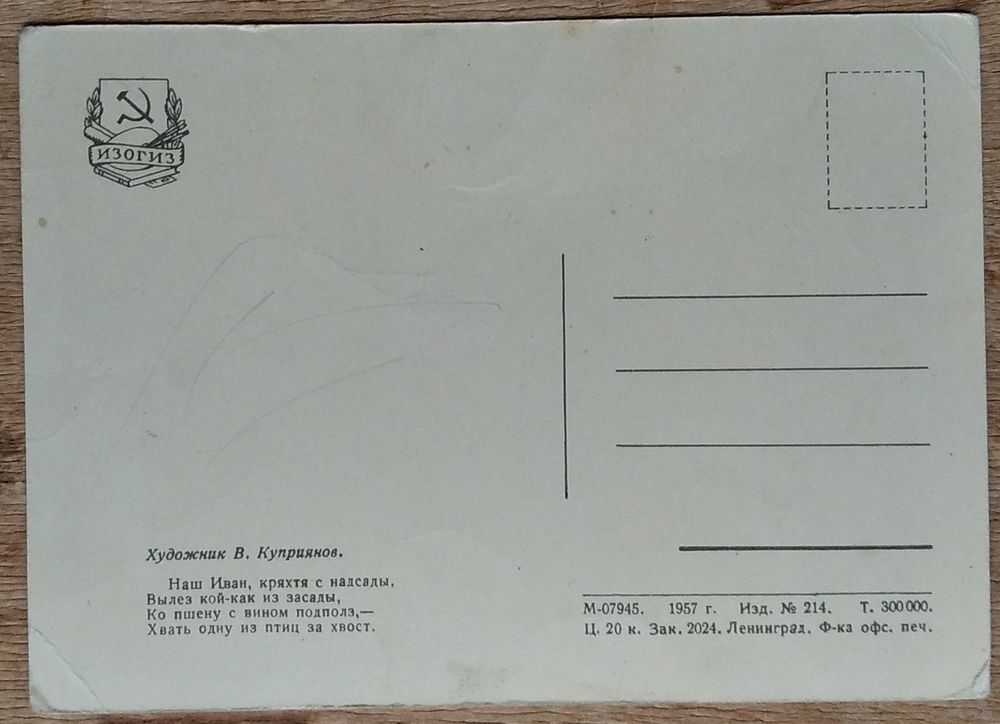 ИЗОГИЗ
Художник В. Куприянов.
Наш Иван, кряхтя с надсады,
Вылез кой-как из засады,
Ко пшену с вином подполз,—
Хвать одну из птиц за хвост.
М-07945. 1957 г. Изд. № 214. Т. 300 000.
Ц. 20 к. Зак. 2024. Ленинград. Ф-ка офс. печ.